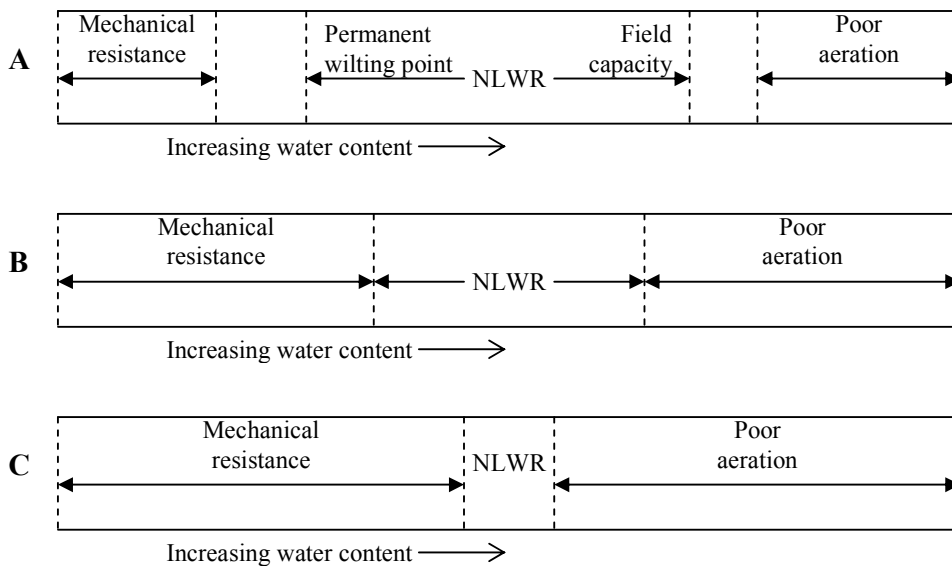 A
Mechanical
resistance
Permanent
wilting point
NLWR
Field
capacity
Poor
aeration
Increasing water content
B
Mechanical
resistance
NLWR
Poor
aeration
Increasing water content
C
Mechanical
resistance
NLWR
Poor
aeration
Increasing water content